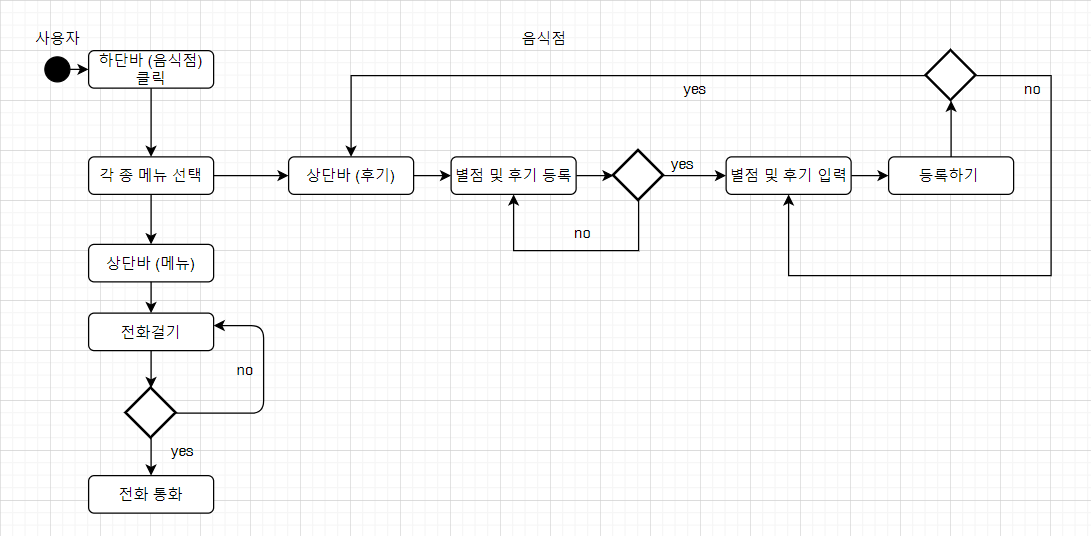 사용자
음식점
하단바 (음식점)
클릭
yes
no
각 종 메뉴 선택
상단바 (후기)
별점 및 후기 등록
yes
별점 및 후기 입력
등록하기
no
상단바 (메뉴)
전화걸기
no
yes
전화 통화